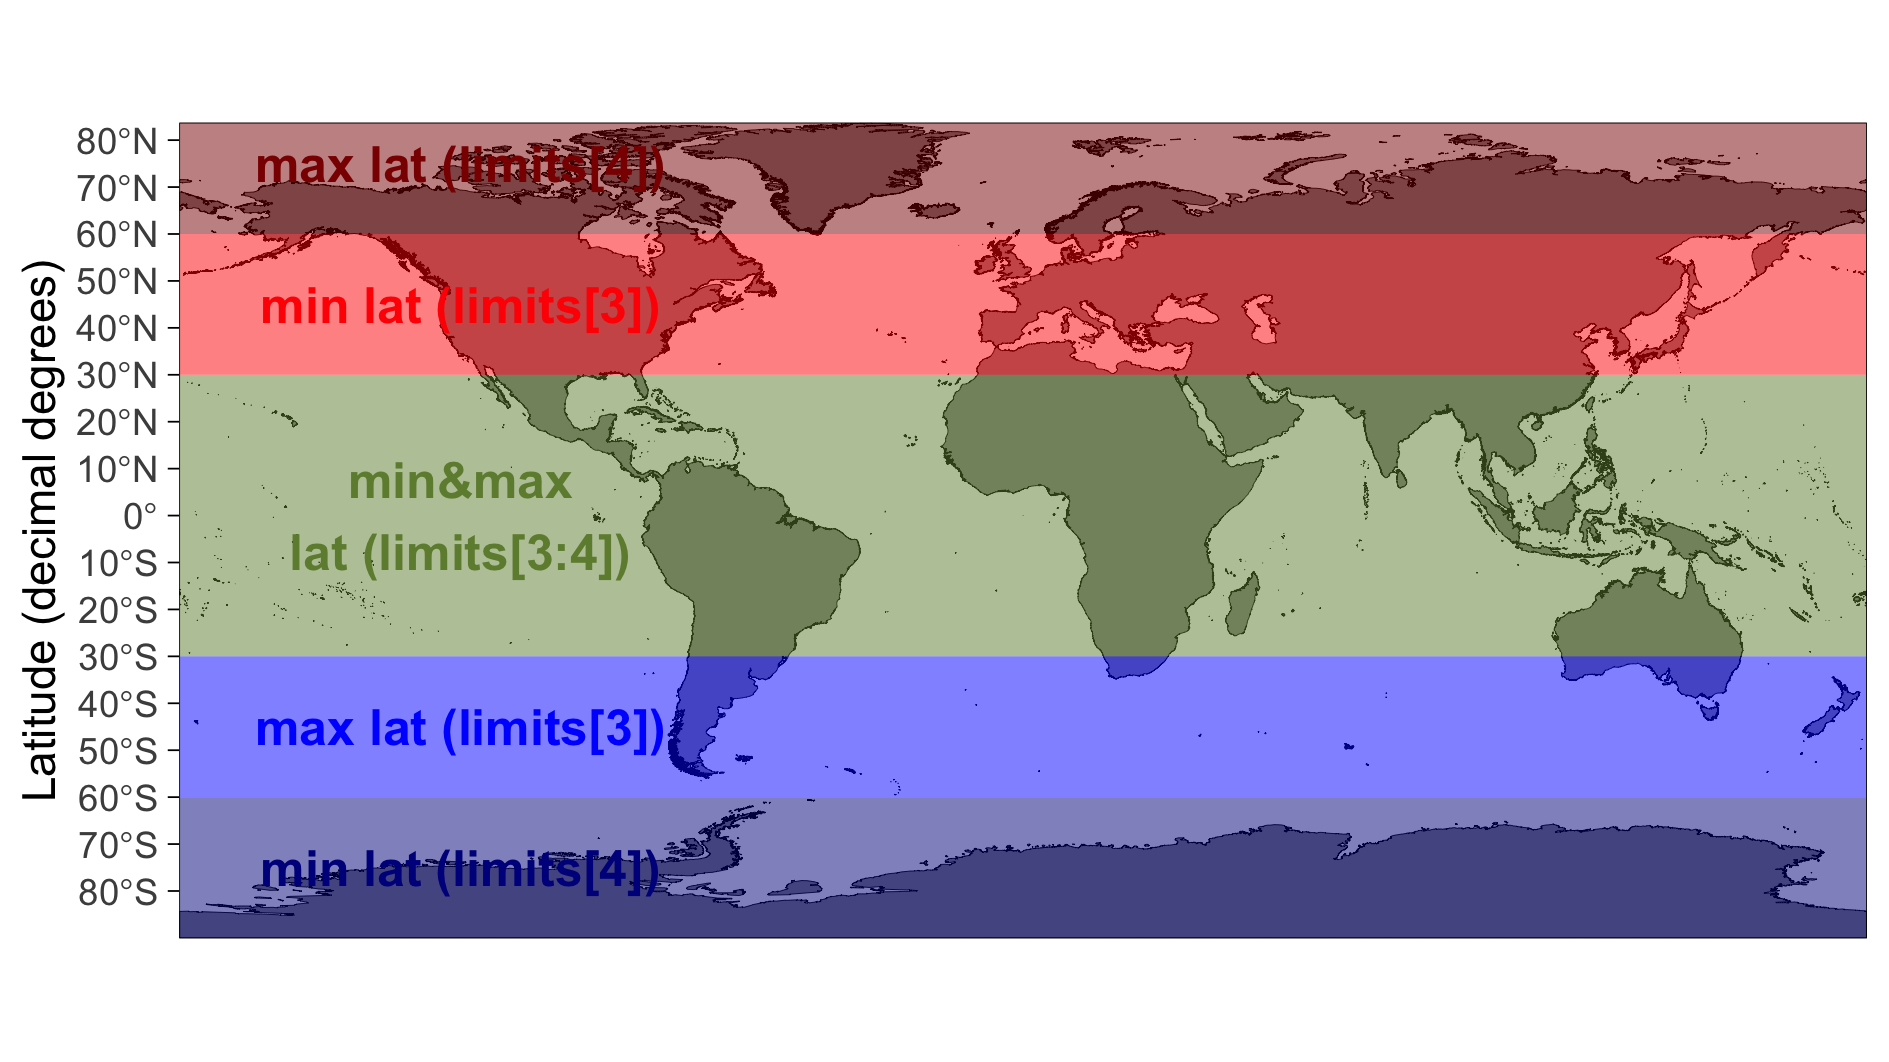 Latitude (decimal degrees)
80°N
70°N
60°N
50°N
40°N
30°N
20°N
10°N
0°
10°S
20°S
30°S
40°S
50°S
60°S
70°S
80°S
max lat (limits[4])
min lat (limits[3])
min&max
lat (limits[3:4])
max lat (limits[3])
min lat (limits[4])